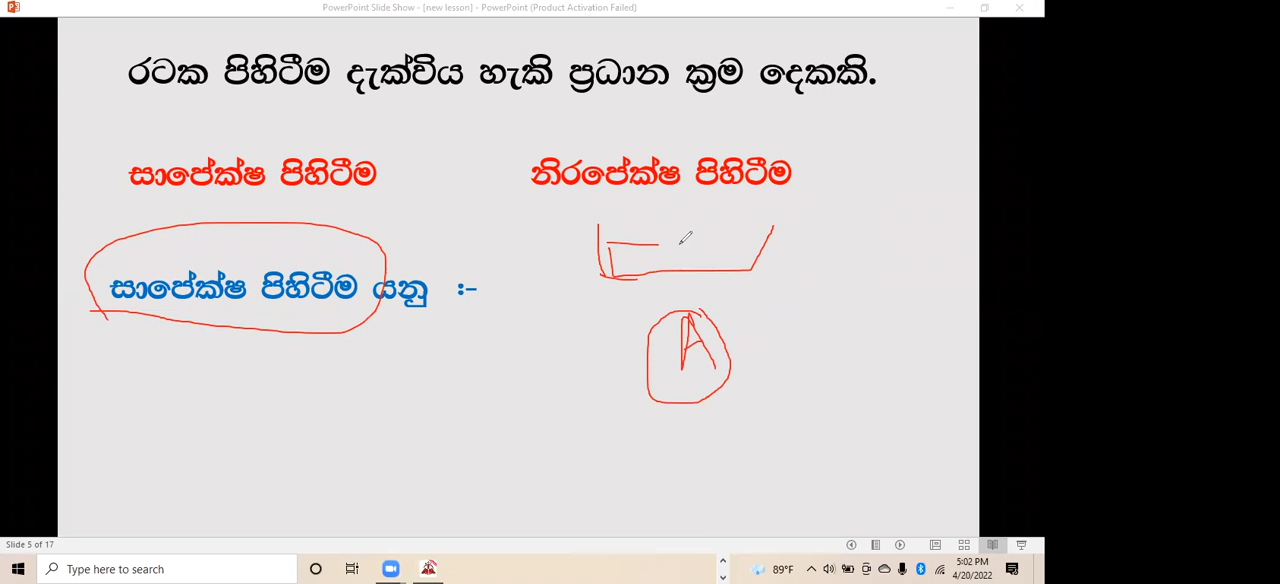 PowerPoint Slide Show - [new lesson] - PowerPoint (Product Activation Failed)
රටක පිහිටීම දැක්විය හැකි ප්‍රධාන ක්‍රම දෙකකි.
සාපේක්ෂ පිහිටීම
නිරපේක්ෂ පිහිටීම
සාපේක්ෂ පිහිටීම යනු :-
A
Slide 5 of 17
Type here to search
89°F
5:02 PM
4/20/2022